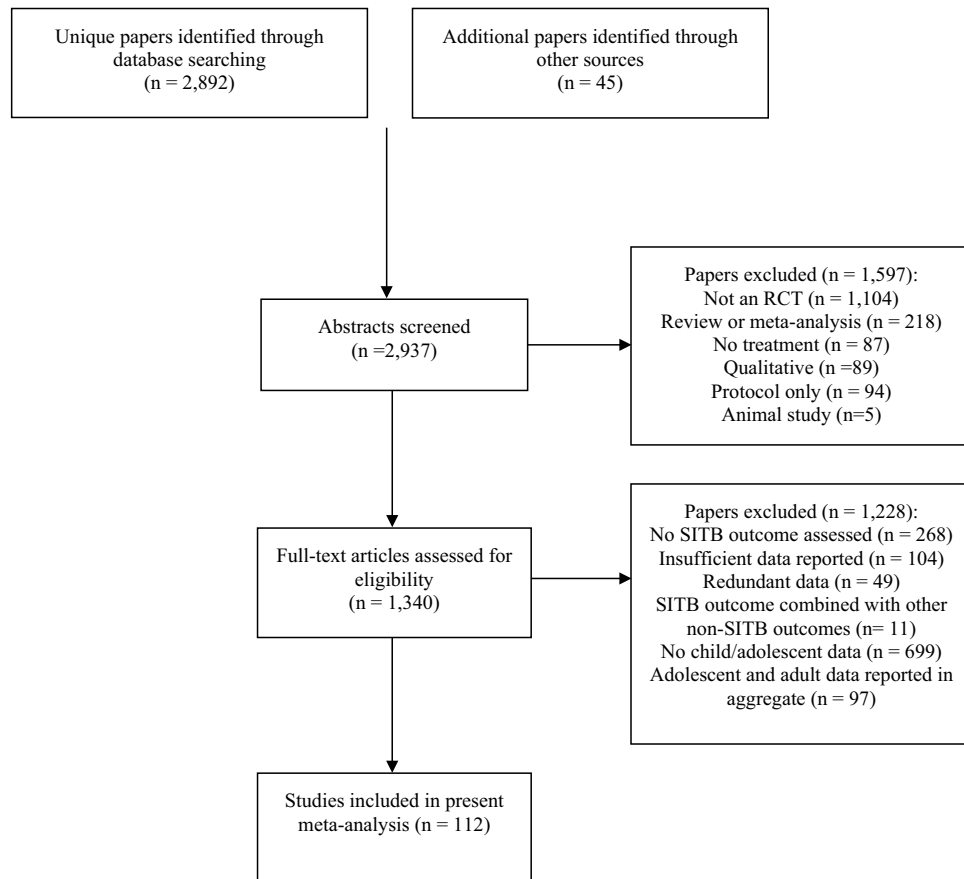 Unique papers identified through
database searching
(n = 2,892)
Additional papers identified through
other sources
(n = 45)
Abstracts screened
(n =2,937)
Papers excluded (n = 1,597):
Not an RCT (n = 1,104)
Review or meta-analysis (n = 218)
No treatment (n = 87)
Qualitative (n =89)
Protocol only (n = 94)
Animal study (n=5)
Full-text articles assessed for
eligibility
(n = 1,340)
Papers excluded (n = 1,228):
No SITB outcome assessed (n = 268)
Insufficient data reported (n = 104)
Redundant data (n = 49)
SITB outcome combined with other
non-SITB outcomes (n= 11)
No child/adolescent data (n = 699)
Adolescent and adult data reported in
aggregate (n = 97)
Studies included in present
meta-analysis (n = 112)